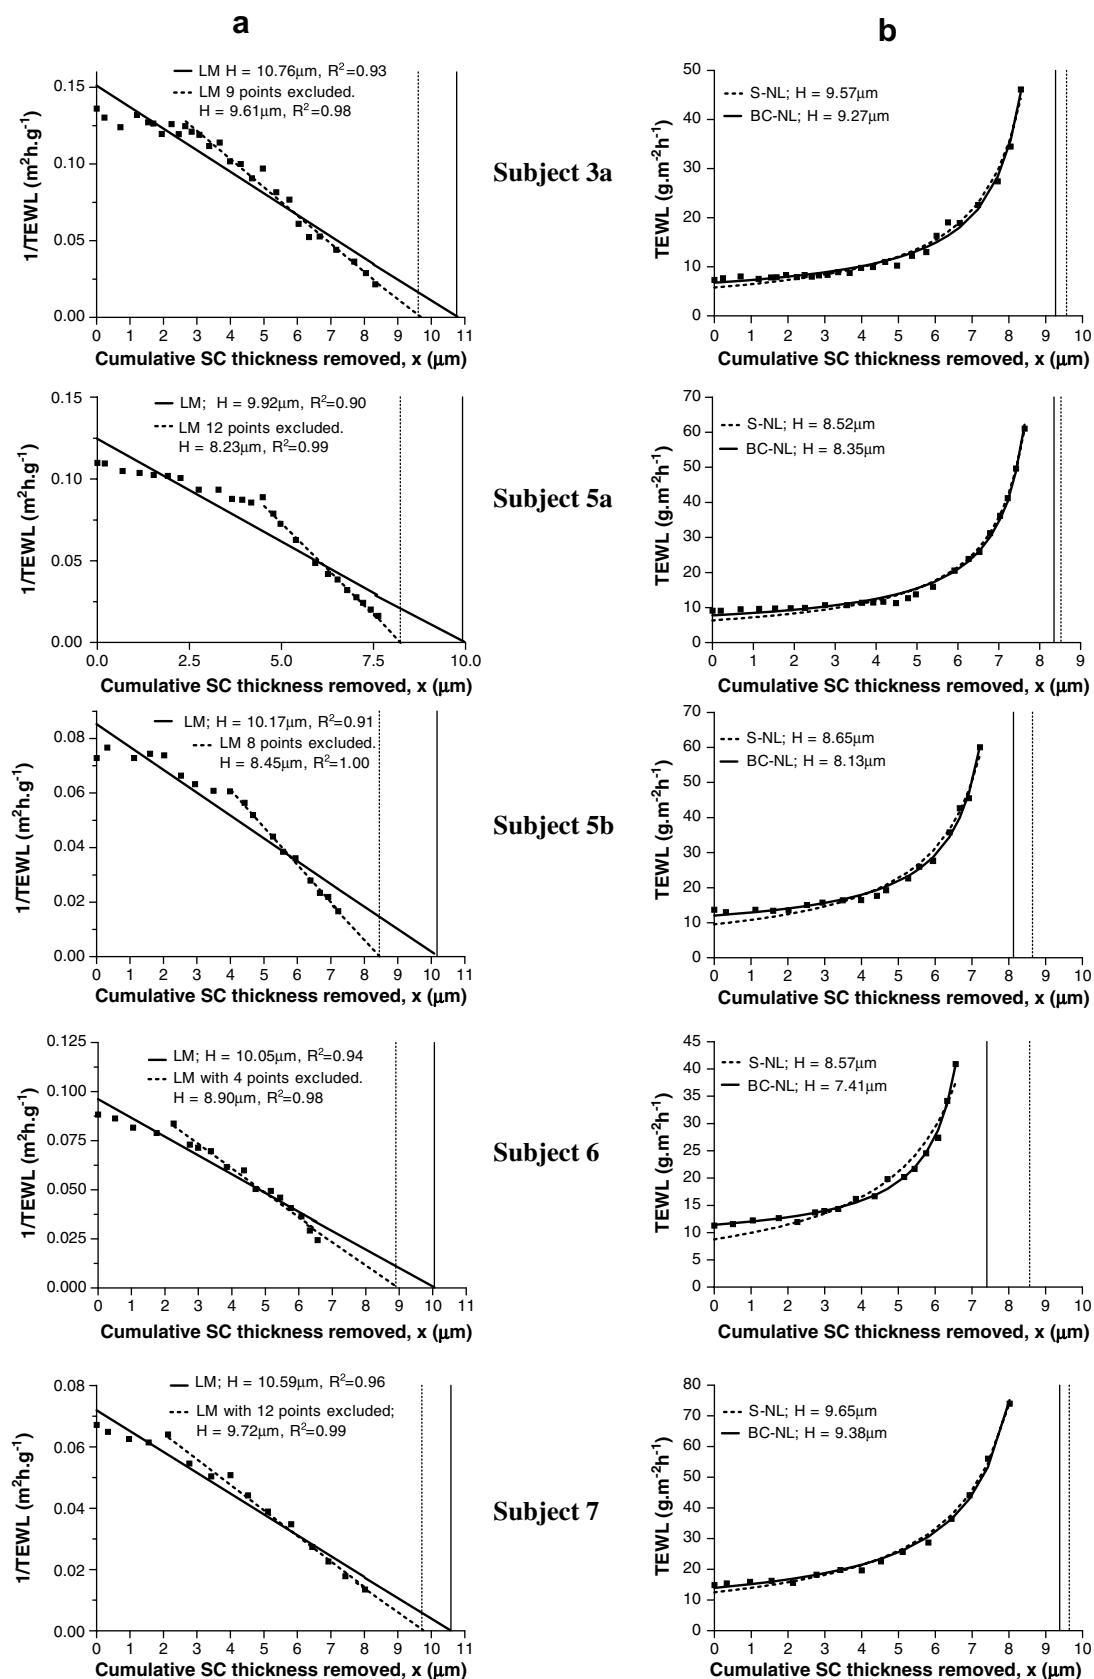 a
b
LM H = 10.76μm, R²=0.93
LM 9 points excluded.
H = 9.61μm, R²=0.98
0.15
0.10
0.05
0.00
1/TEWL (m²h.g⁻¹)
0 1 2 3 4 5 6 7 8 9 10 11
Cumulative SC thickness removed, x (μm)
Subject 3a
S-NL; H = 9.57μm
BC-NL; H = 9.27μm
50
40
30
20
10
0
TEWL (g.m⁻²h⁻¹)
0 1 2 3 4 5 6 7 8 9 10
Cumulative SC thickness removed, x (μm)
LM; H = 9.92μm, R²=0.90
LM 12 points excluded.
H = 8.23μm, R²=0.99
0.15
0.10
0.05
0.00
1/TEWL (m²h.g⁻¹)
0.0 2.5 5.0 7.5 10.0
Cumulative SC thickness removed, x (μm)
Subject 5a
S-NL; H = 8.52μm
BC-NL; H = 8.35μm
70
60
50
40
30
20
10
0
TEWL (g.m⁻²h⁻¹)
0 1 2 3 4 5 6 7 8 9
Cumulative SC thickness removed, x (μm)
LM; H = 10.17μm, R²=0.91
LM 8 points excluded.
H = 8.45μm, R²=1.00
0.08
0.06
0.04
0.02
0.00
1/TEWL (m²h.g⁻¹)
0 1 2 3 4 5 6 7 8 9 10 11
Cumulative SC thickness removed, x (μm)
Subject 5b
S-NL; H = 8.65μm
BC-NL; H = 8.13μm
70
60
50
40
30
20
10
0
TEWL (g.m⁻²h⁻¹)
0 1 2 3 4 5 6 7 8 9 10
Cumulative SC thickness removed, x (μm)
LM; H = 10.05μm, R²=0.94
LM with 4 points excluded.
H = 8.90μm, R²=0.98
0.125
0.100
0.075
0.050
0.025
0.000
1/TEWL (m²h.g⁻¹)
0 1 2 3 4 5 6 7 8 9 10 11
Cumulative SC thickness removed, x (μm)
Subject 6
S-NL; H = 8.57μm
BC-NL; H = 7.41μm
45
40
35
30
25
20
15
10
5
0
TEWL (g.m⁻²h⁻¹)
0 1 2 3 4 5 6 7 8 9 10
Cumulative SC thickness removed, x (μm)
LM; H = 10.59μm, R²=0.96
LM with 12 points excluded;
H = 9.72μm, R²=0.99
0.08
0.06
0.04
0.02
0.00
1/TEWL (m²h.g⁻¹)
0 1 2 3 4 5 6 7 8 9 10 11
Cumulative SC thickness removed, x (μm)
Subject 7
S-NL; H = 9.65μm
BC-NL; H = 9.38μm
80
70
60
50
40
30
20
10
0
TEWL (g.m⁻²h⁻¹)
0 1 2 3 4 5 6 7 8 9 10
Cumulative SC thickness removed, x (μm)